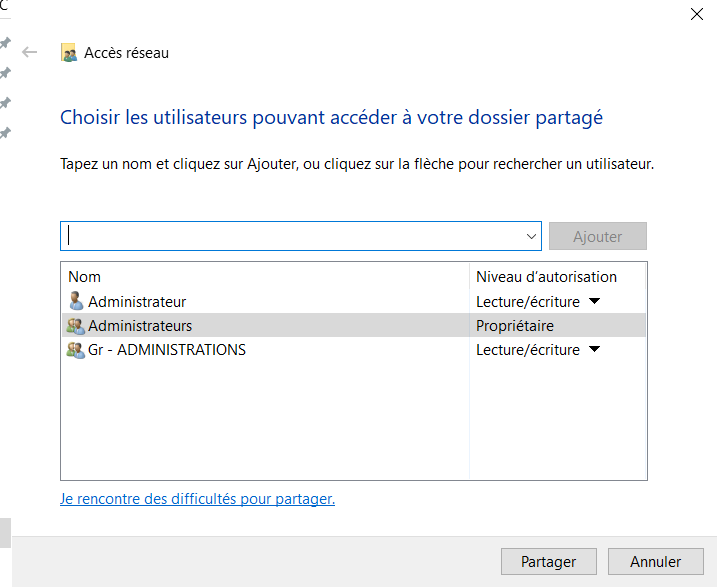 C
Accès réseau
Choisir les utilisateurs pouvant accéder à votre dossier partagé
Tapez un nom et cliquez sur Ajouter, ou cliquez sur la flèche pour rechercher un utilisateur.
Ajouter
Nom Niveau d'autorisation
Administrateur Lecture/écriture
Administrateurs Propriétaire
Gr - ADMINISTRATIONS Lecture/écriture
Je rencontre des difficultés pour partager.
Partager Annuler